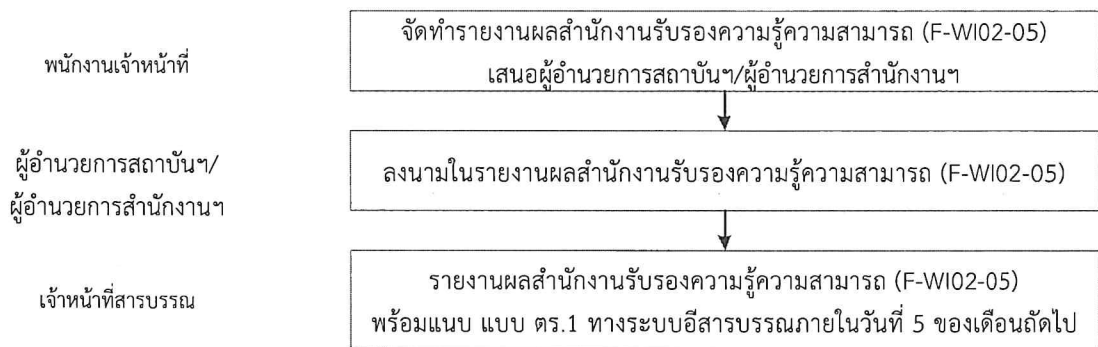 พนักงานเจ้าหน้าที่
จัดทำรายงานผลสำนักงานรับรองความรู้ความสามารถ (F-WI02-05)
เสนอผู้อำนวยการสถาบันฯ/ผู้อำนวยการสำนักงานฯ
ผู้อำนวยการสถาบันฯ/
ผู้อำนวยการสำนักงานฯ
ลงนามในรายงานผลสำนักงานรับรองความรู้ความสามารถ (F-WI02-05)
เจ้าหน้าที่สารบรรณ
รายงานผลสำนักงานรับรองความรู้ความสามารถ (F-WI02-05)
พร้อมแนบ แบบ ตร.1 ทางระบบอีสารบรรณภายในวันที่ 5 ของเดือนถัดไป